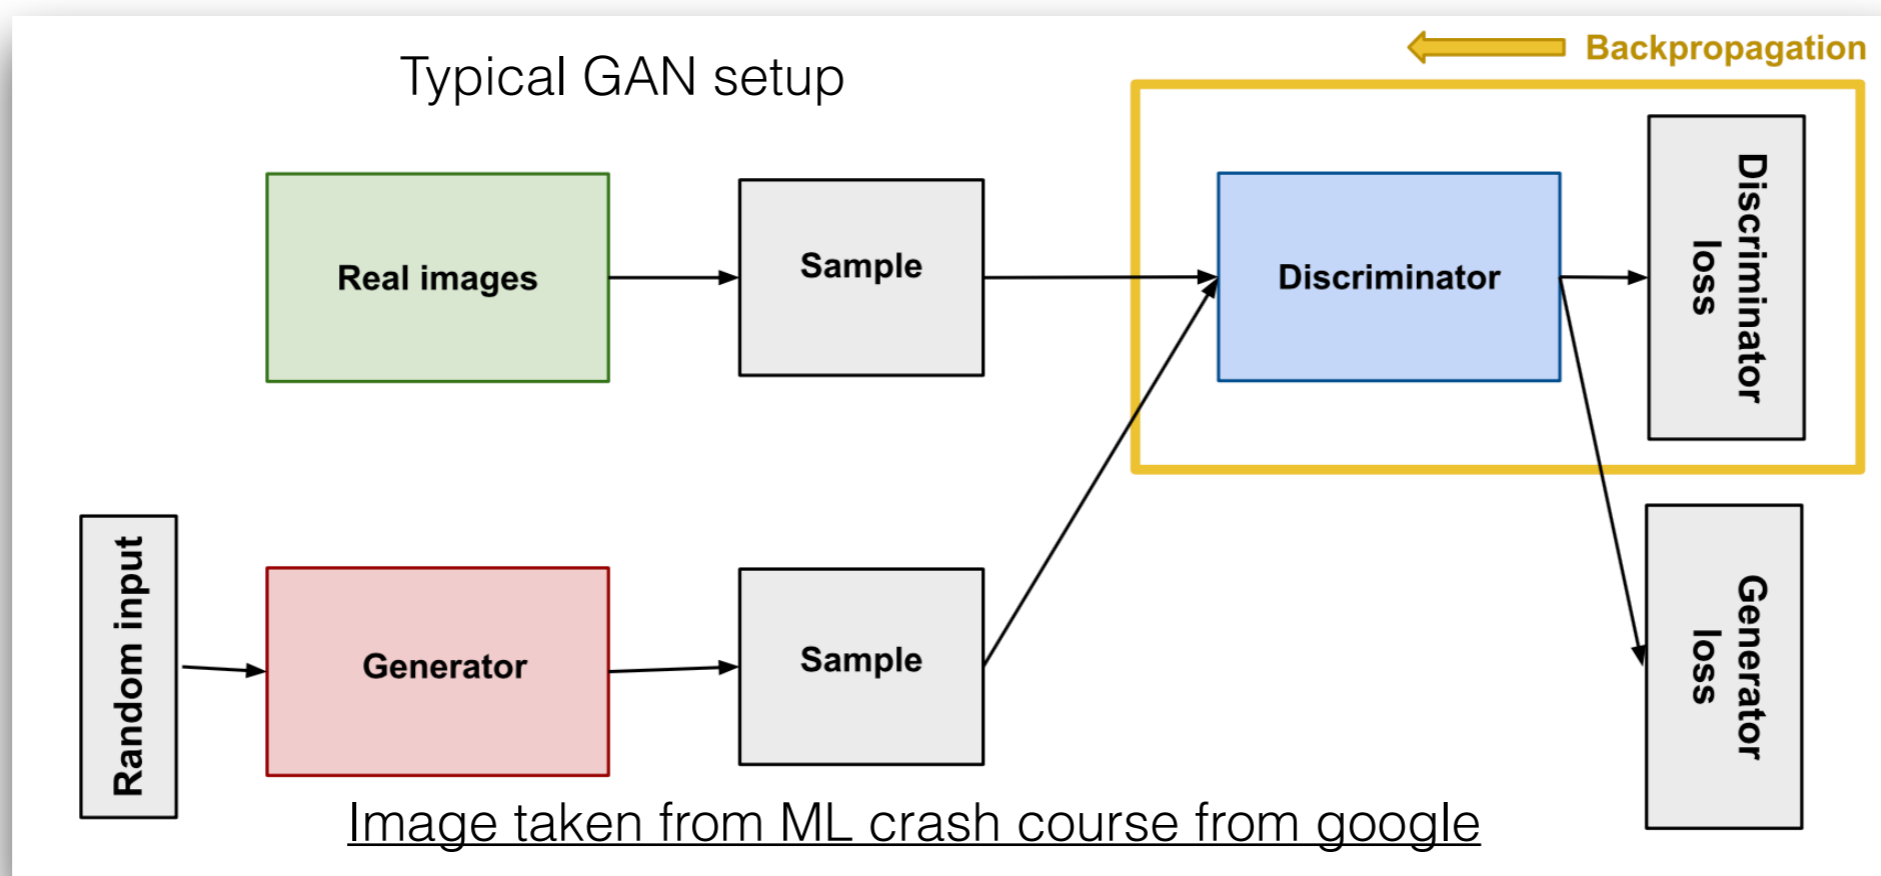 Backpropagation
Typical GAN setup
Real images
Sample
Discriminator
Discriminator
loss
Random input
Generator
Sample
Generator
loss
Image taken from ML crash course from google